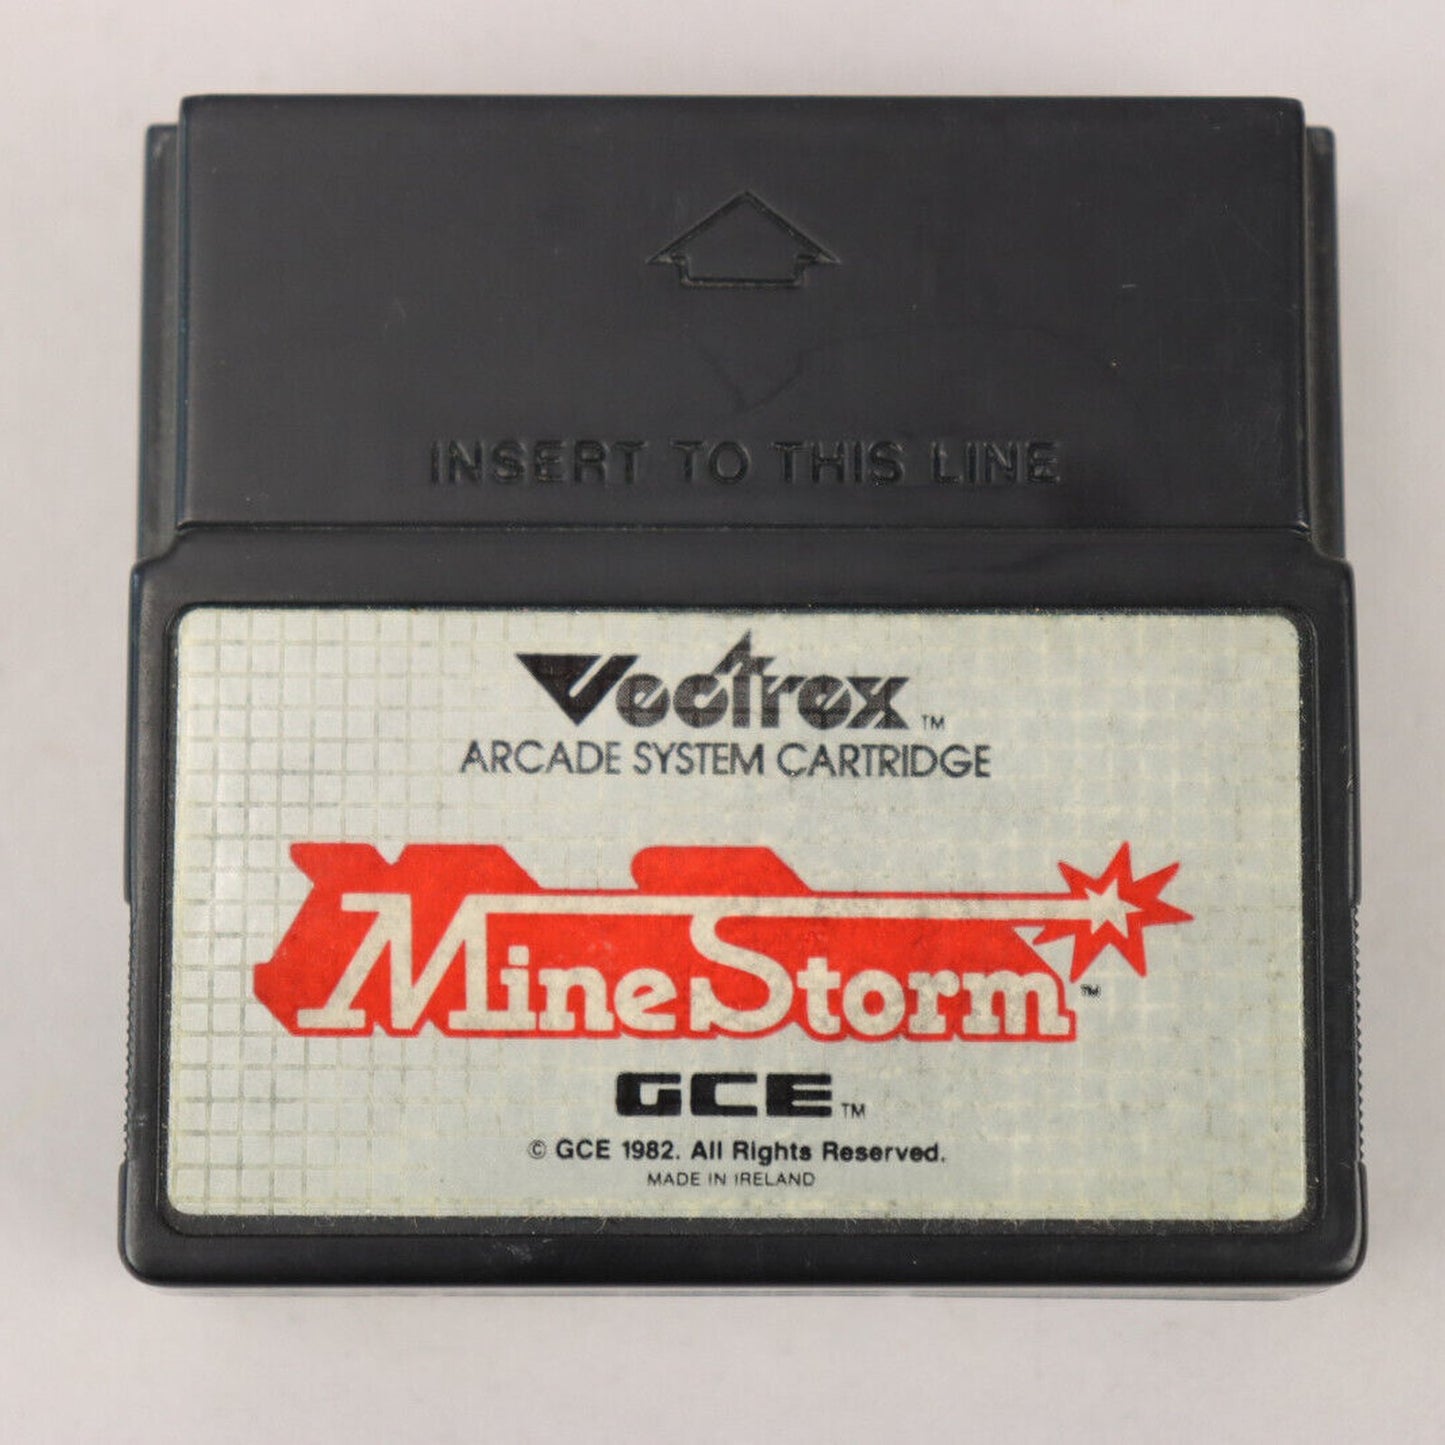 INSERT TO THIS LINE
Vectrex™
ARCADE SYSTEM CARTRIDGE
MineStorm™
GCE™
© GCE 1982. All Rights Reserved.
MADE IN IRELAND